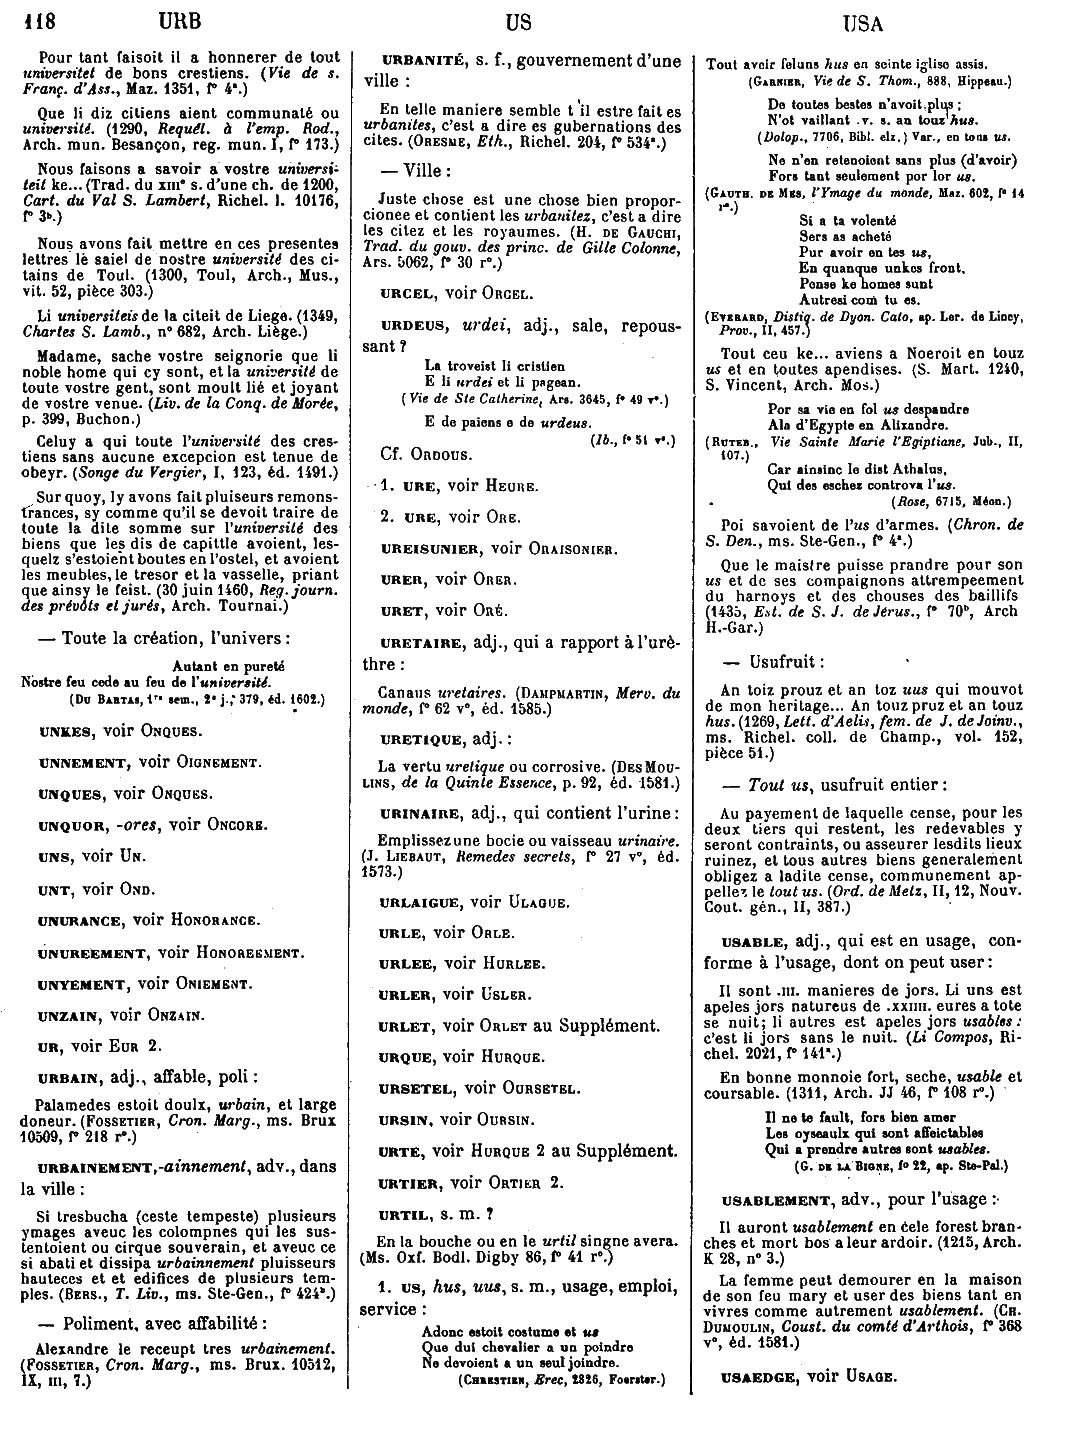 118 URB US USA
Pour tant faisoit il a honnerer de tout
universitet de bons crestiens. (Vie de s.
Franç. d'Ass., Maz. 1351, f° 4ª.)
Que li diz citiens aient communaté ou
université. (1290, Requél. à l'emp. Rod.,
Arch. mun. Besançon, reg. mun. I, f° 173.)
Nous faisons a savoir a vostre universi-
teit ke... (Trad. du XIIIᵉ s. d'une ch. de 1200,
Cart. du Val S. Lambert, Richel. l. 10176,
f° 3ᵇ.)
Nous avons fait mettre en ces presentes
lettres lè saiel de nostre université des ci-
tains de Toul. (1300, Toul, Arch., Mus.,
vit. 52, pièce 303.)
Li universiteis de la citeit de Liege. (1349,
Chartes S. Lamb., n° 682, Arch. Liège.)
Madame, sache vostre seignorie que li
noble home qui cy sont, et la université de
toute vostre gent, sont moult lié et joyant
de vostre venue. (Liv. de la Conq. de Morée,
p. 399, Buchon.)
Celuy a qui toute l'université des cres-
tiens sans aucune excepcion est tenue de
obeyr. (Songe du Vergier, I, 123, éd. 1491.)
Sur quoy, ly avons fait pluiseurs remons-
trances, sy comme qu'il se devoit traire de
toute la dite somme sur l'université des
biens que les dis de capittle avoient, les-
quelz s'estoient boutes en l'ostel, et avoient
les meubles, le tresor et la vasselle, priant
que ainsy le feist. (30 juin 1460, Reg. journ.
des prévôts et jurés, Arch. Tournai.)
— Toute la création, l'univers :
Autant en pureté
Nostre feu cede au feu de l'université.
(Du Bartas, 1ʳᵉ sem., 2ᵉ j., 379, éd. 1602.)
UNKES, voir Onques.
UNNEMENT, voir Oignement.
UNQUES, voir Onques.
UNQUOR, -ores, voir Oncore.
UNS, voir Un.
UNT, voir Ond.
UNURANCE, voir Honorance.
UNUREEMENT, voir Honoreement.
UNYEMENT, voir Oniement.
UNZAIN, voir Onzain.
UR, voir Eur 2.
URBAIN, adj., affable, poli :
Palamedes estoit doulx, urbain, et large
doneur. (Fossetier, Cron. Marg., ms. Brux
10509, f° 218 r°.)
URBAINEMENT, -ainnement, adv., dans
la ville :
Si tresbucha (ceste tempeste) plusieurs
ymages aveuc les colompnes qui les sus-
tentoient ou cirque souverain, et aveuc ce
si abati et dissipa urbainnement pluisseurs
hauteces et et edifices de plusieurs tem-
ples. (Bers., T. Liv., ms. Ste-Gen., f° 424ª.)
— Poliment, avec affabilité :
Alexandre le receupt tres urbainement.
(Fossetier, Cron. Marg., ms. Brux. 10512,
IX, III, 7.)
URBANITÉ, s. f., gouvernement d'une
ville :
En telle maniere semble t'il estre fait es
urbanites, c'est a dire es gubernations des
cites. (Oresme, Eth., Richel. 204, f° 534ª.)
— Ville :
Juste chose est une chose bien propor-
cionee et contient les urbanitez, c'est a dire
les citez et les royaumes. (H. de Gauchi,
Trad. du gouv. des princ. de Gille Colonne,
Ars. 5062, f° 30 r°.)
URCEL, voir Orcel.
URDEUS, urdei, adj., sale, repous-
sant ?
La troveist li cristien
E li urdei et li pagean.
(Vie de Ste Catherine, Ars. 3645, f° 49 v°.)
E de paiens e de urdeus.
(Ib., f° 51 v°.)
Cf. Ordous.
1. URE, voir Heure.
2. URE, voir Ore.
UREISUNIER, voir Oraisonier.
URER, voir Orer.
URET, voir Oré.
URETAIRE, adj., qui a rapport à l'urè-
thre :
Canaus uretaires. (Dampmartin, Merv. du
monde, f° 62 v°, éd. 1585.)
URETIQUE, adj. :
La vertu uretique ou corrosive. (Des Mou-
lins, de la Quinte Essence, p. 92, éd. 1581.)
URINAIRE, adj., qui contient l'urine :
Emplissez une bocie ou vaisseau urinaire.
(J. Liebaut, Remedes secrets, f° 27 v°, éd.
1573.)
URLAIGUE, voir Ulague.
URLE, voir Orle.
URLEE, voir Hurlee.
URLER, voir Usler.
URLET, voir Orlet au Supplément.
URQUE, voir Hurque.
URSETEL, voir Oursetel.
URSIN, voir Oursin.
URTE, voir Hurque 2 au Supplément.
URTIER, voir Ortier 2.
URTIL, s. m. ?
En la bouche ou en le urtil singne avera.
(Ms. Oxf. Bodl. Digby 86, f° 41 r°.)
1. US, hus, uus, s. m., usage, emploi,
service :
Adonc estoit costume et us
Que dui chevalier a un poindre
Ne devoient a un seul joindre.
(Chrestien, Erec, 2826, Foerster.)
Tout avoir feluns hus en seinte iglise assis.
(Garnier, Vie de S. Thom., 888, Hippeau.)
De toutes bestes n'avoit plus ;
N'ot vaillant .v. s. an touz hus.
(Dolop., 7706, Bibl. elz.) Var., en tous us.
Ne n'en retenoient sans plus (d'avoir)
Fors tant seulement por lor us.
(Gauth. de Mes, l'Ymage du monde, Maz. 602, f° 14
rª.)
Si a ta volenté
Sers as acheté
Pur avoir en tes us,
En quanque unkes front,
Pense ke homes sunt
Autresi com tu es.
(Everard, Distiq. de Dyon. Cato, ap. Ler. de Lincy,
Prov., II, 457.)
Tout ceu ke... aviens a Noeroit en touz
us et en toutes apendises. (S. Mart. 1240,
S. Vincent, Arch. Mos.)
Por sa vie en fol us despandre
Ala d'Egypte en Alixandre.
(Ruteb., Vie Sainte Marie l'Egiptiane, Jub., II,
107.)
Car ainsinc le dist Athalus,
Qui des eschez controva l'us.
(Rose, 6715, Méon.)
Poi savoient de l'us d'armes. (Chron. de
S. Den., ms. Ste-Gen., f° 4ª.)
Que le maistre puisse prandre pour son
us et de ses compaignons attrempeement
du harnoys et des chouses des baillifs
(1435, Est. de S. J. de Jerus., f° 70ᵇ, Arch
H.-Gar.)
— Usufruit :
An toiz prouz et an toz uus qui mouvot
de mon heritage... An touz pruz et an touz
hus. (1269, Lett. d'Aelis, fem. de J. de Joinv.,
ms. Richel. coll. de Champ., vol. 152,
pièce 51.)
— Tout us, usufruit entier :
Au payement de laquelle cense, pour les
deux tiers qui restent, les redevables y
seront contraints, ou asseurer lesdits lieux
ruinez, et tous autres biens generalement
obligez a ladite cense, communement ap-
pellez le tout us. (Ord. de Metz, II, 12, Nouv.
Cout. gén., II, 387.)
USABLE, adj., qui est en usage, con-
forme à l'usage, dont on peut user :
Il sont .III. manieres de jors. Li uns est
apeles jors natureus de .XXIIII. eures a tote
se nuit ; li autres est apeles jors usables :
c'est li jors sans le nuit. (Li Compos, Ri-
chel. 2021, f° 141ª.)
En bonne monnoie fort, seche, usable et
coursable. (1311, Arch. JJ 46, f° 108 r°.)
Il ne te fault, fors bien amer
Les oyseaulx qui sont affeictables
Qui a prendre autres sont usables.
(G. de la Bigne, f° 22, ap. Ste-Pal.)
USABLEMENT, adv., pour l'usage :
Il auront usablement en cele forest bran-
ches et mort bos a leur ardoir. (1215, Arch.
K 28, n° 3.)
La femme peut demourer en la maison
de son feu mary et user des biens tant en
vivres comme autrement usablement. (Ch.
Dumoulin, Coust. du comté d'Arthois, f° 368
v°, éd. 1581.)
USAEDGE, voir Usage.